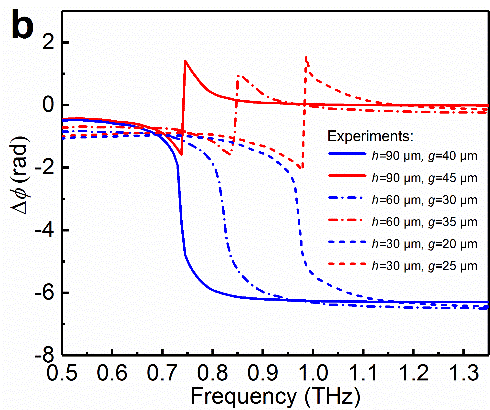 b
2
0
-2
-4
-6
-8
Δϕ (rad)
Experiments:
h=90 μm, g=40 μm
h=90 μm, g=45 μm
h=60 μm, g=30 μm
h=60 μm, g=35 μm
h=30 μm, g=20 μm
h=30 μm, g=25 μm
0.5 0.6 0.7 0.8 0.9 1.0 1.1 1.2 1.3
Frequency (THz)